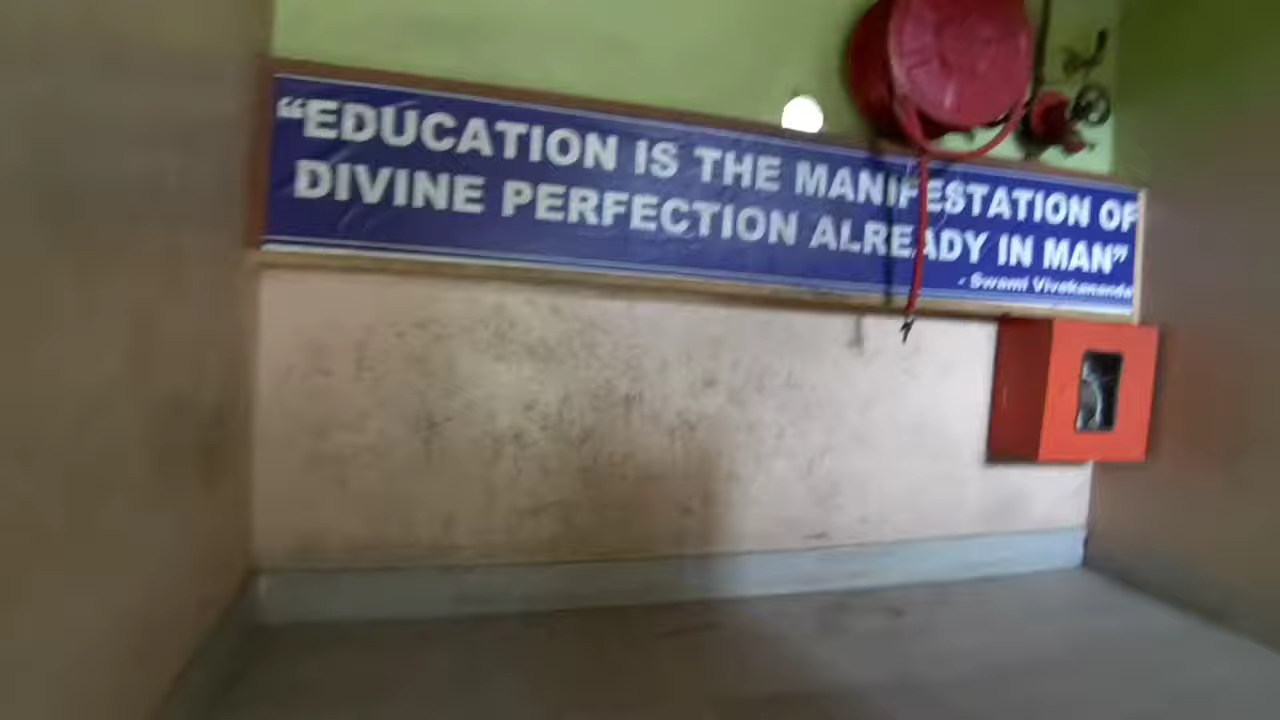 “EDUCATION IS THE MANIFESTATION OF
DIVINE PERFECTION ALREADY IN MAN”
- Swami Vivekananda